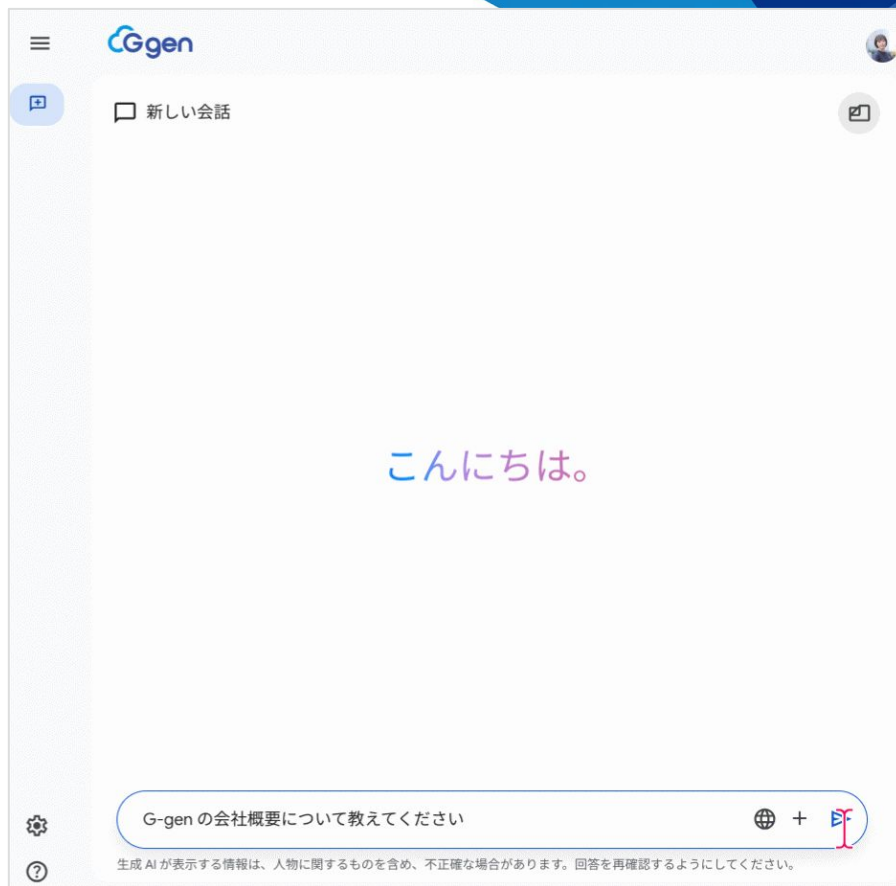 Ggen
新しい会話
こんにちは。
G-gen の会社概要について教えてください
生成 AI が表示する情報は、人物に関するものを含め、不正確な場合があります。回答を再確認するようにしてください。